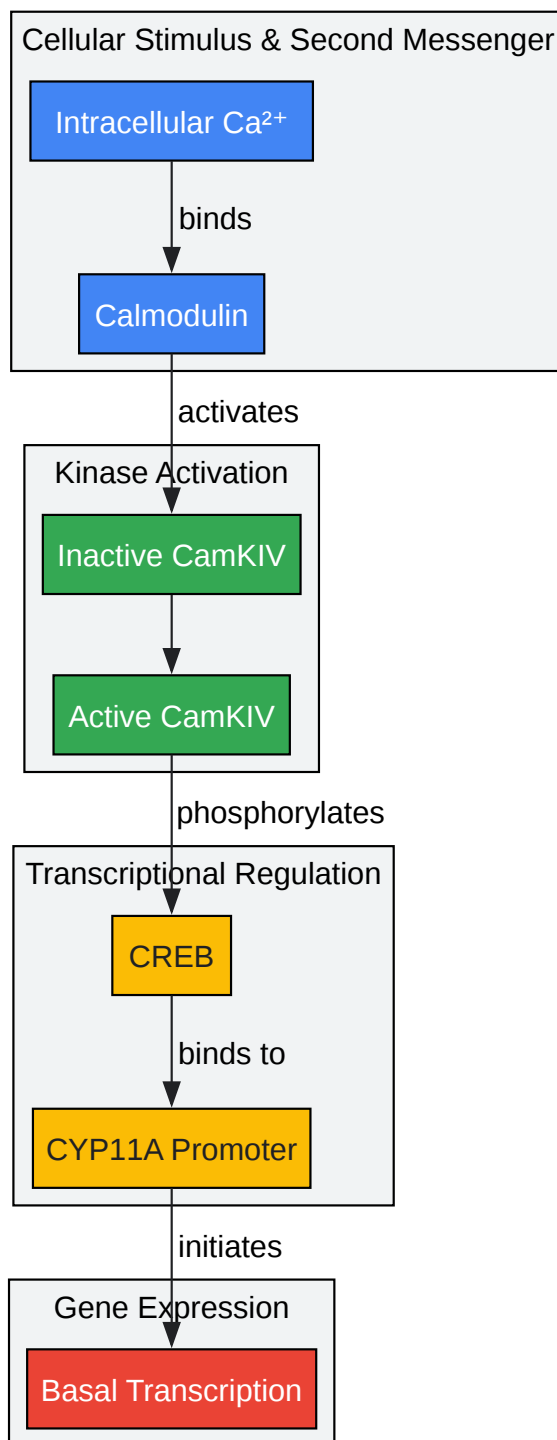 Cellular Stimulus & Second Messenger
Intracellular Ca²⁺
binds
Calmodulin
activates
Kinase Activation
Inactive CamKIV
Active CamKIV
phosphorylates
Transcriptional Regulation
CREB
binds to
CYP11A Promoter
initiates
Gene Expression
Basal Transcription